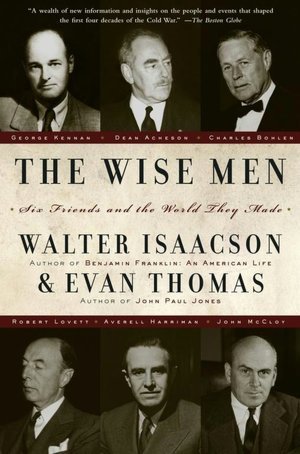 "A wealth of new information and insights on the people and events that shaped
the first four decades of the Cold War." —The Boston Globe
George Kennan • Dean Acheson • Charles Bohlen
THE WISE MEN
Six Friends and the World They Made
WALTER ISAACSON
Author of Benjamin Franklin: An American Life
& EVAN THOMAS
Author of John Paul Jones
Robert Lovett • Averell Harriman • John McCloy